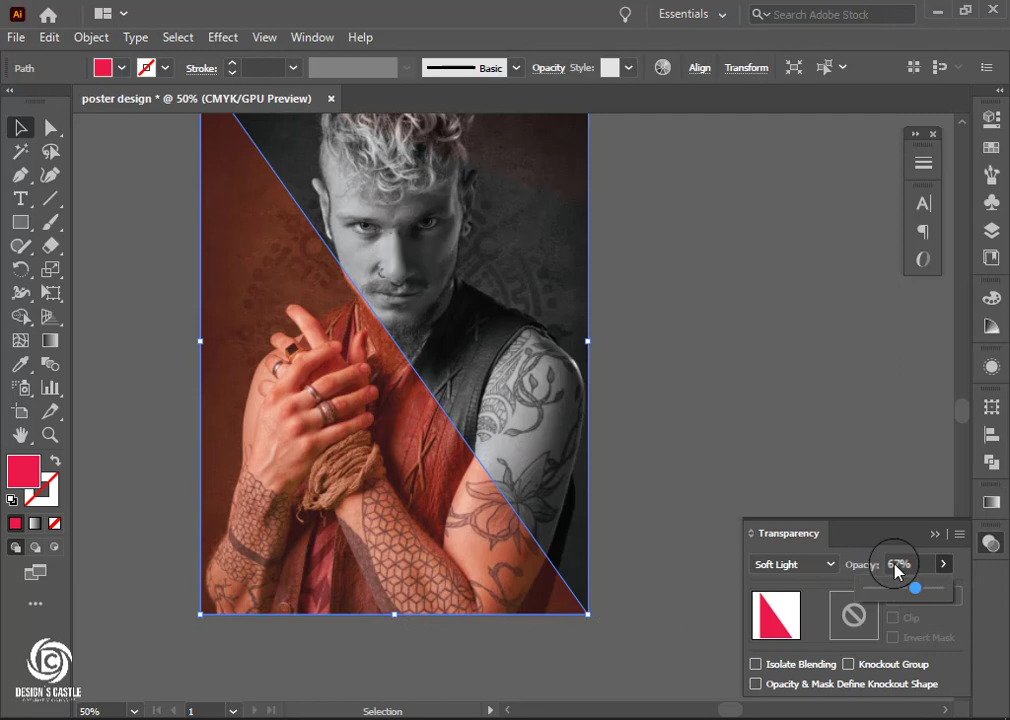 Ai
Essentials
Search Adobe Stock
File Edit Object Type Select Effect View Window Help
Path Stroke: Basic Opacity Style: Align Transform
poster design * @ 50% (CMYK/GPU Preview) ×
Transparency
Soft Light Opacity:
Clip
Invert Mask
Isolate Blending Knockout Group
Opacity & Mask Define Knockout Shape
DESIGN'S CASTLE
50% 1 Selection